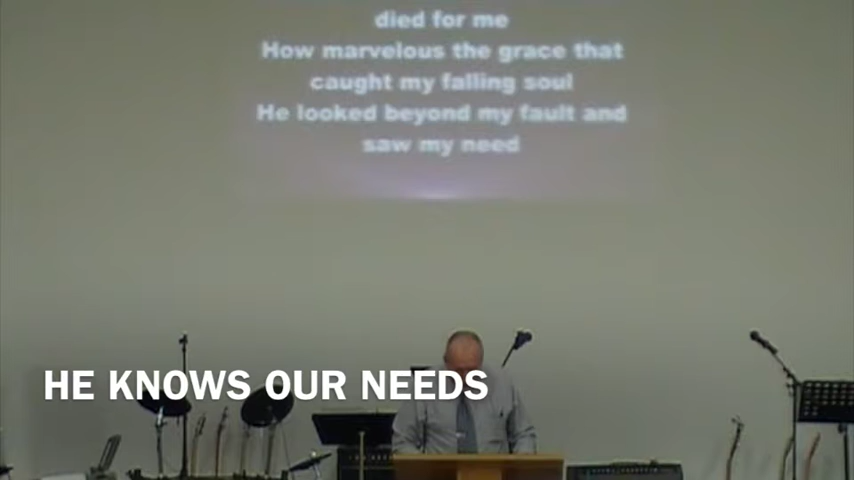 died for me
How marvelous the grace that
caught my falling soul
He looked beyond my fault and
saw my need
HE KNOWS OUR NEEDS